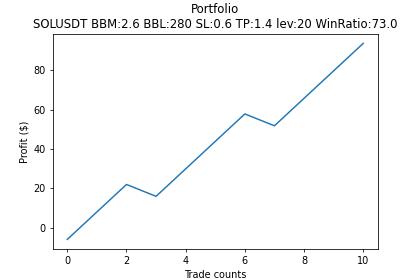 Portfolio
SOLUSDT BBM:2.6 BBL:280 SL:0.6 TP:1.4 lev:20 WinRatio:73.0
Profit ($)
80
60
40
20
0
0 2 4 6 8 10
Trade counts